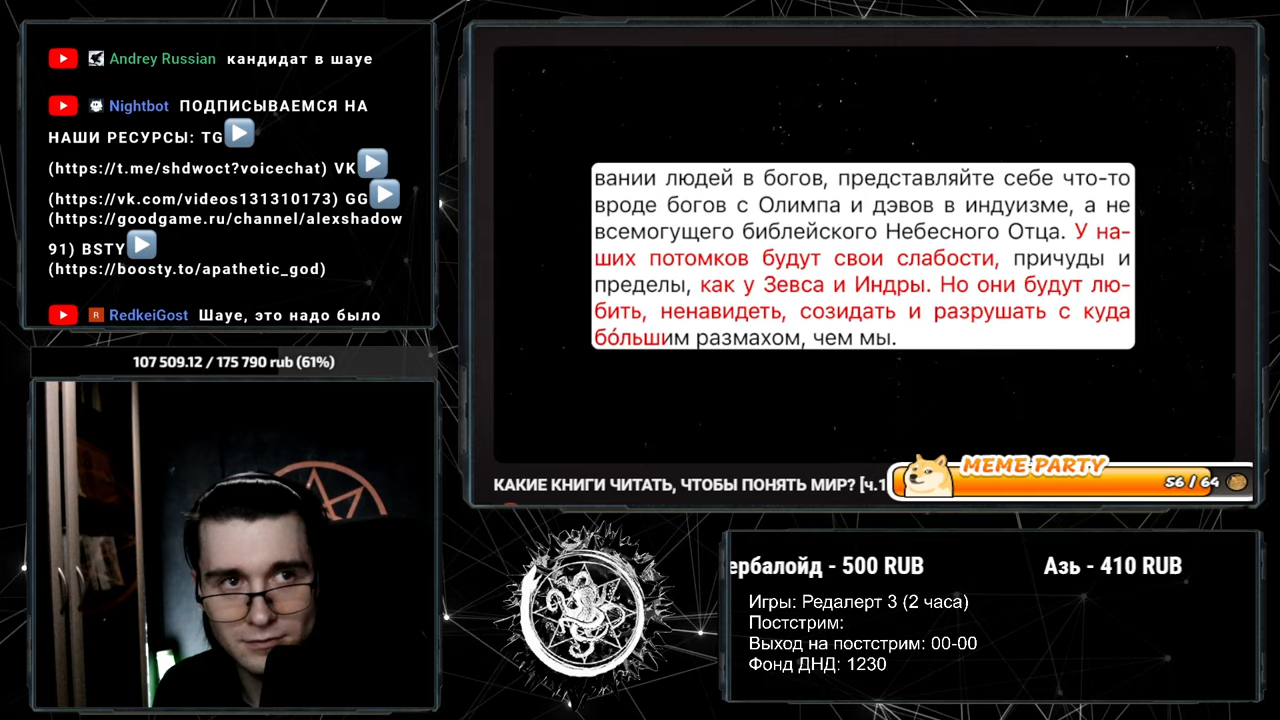 Andrey Russian кандидат в шауе
Nightbot ПОДПИСЫВАЕМСЯ НА
НАШИ РЕСУРСЫ: TG
(https://t.me/shdwoct?voicechat) VK
(https://vk.com/videos131310173) GG
(https://goodgame.ru/channel/alexshadow
91) BSTY
(https://boosty.to/apathetic_god)
R RedkeiGost Шауе, это надо было
107 509.12 / 175 790 rub (61%)
вании людей в богов, представляйте себе что-то
вроде богов с Олимпа и дэвов в индуизме, а не
всемогущего библейского Небесного Отца. У на-
ших потомков будут свои слабости, причуды и
пределы, как у Зевса и Индры. Но они будут лю-
бить, ненавидеть, созидать и разрушать с куда
бо́льшим размахом, чем мы.
КАКИЕ КНИГИ ЧИТАТЬ, ЧТОБЫ ПОНЯТЬ МИР? [ч.1
MEME PARTY
56 / 64
ербалойд - 500 RUB Азь - 410 RUB
Игры: Редалерт 3 (2 часа)
Постстрим:
Выход на постстрим: 00-00
Фонд ДНД: 1230